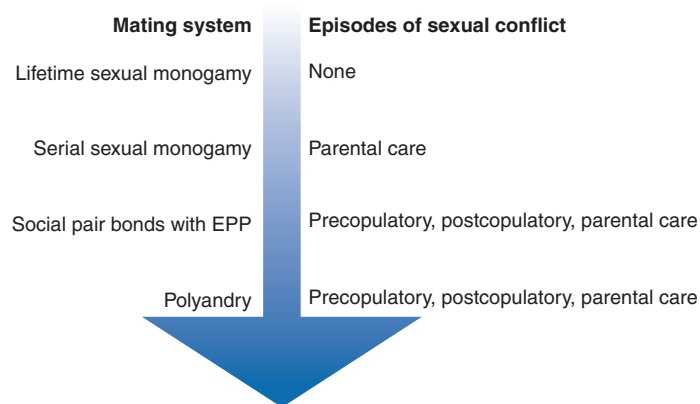 Mating system Episodes of sexual conflict
Lifetime sexual monogamy None
Serial sexual monogamy Parental care
Social pair bonds with EPP Precopulatory, postcopulatory, parental care
Polyandry Precopulatory, postcopulatory, parental care